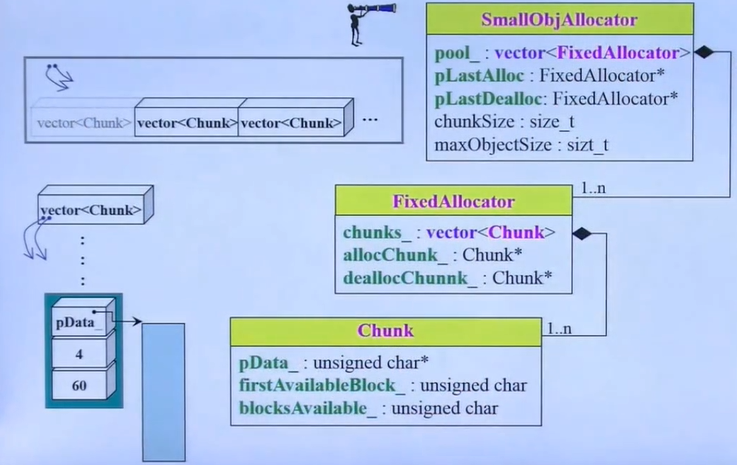 SmallObjAllocator
pool_ : vector<FixedAllocator>
pLastAlloc : FixedAllocator*
pLastDealloc: FixedAllocator*
chunkSize : size_t
maxObjectSize : sizt_t
vector<Chunk> vector<Chunk> vector<Chunk> ...
1..n
FixedAllocator
chunks_ : vector<Chunk>
allocChunk_ : Chunk*
deallocChunnk_ : Chunk*
vector<Chunk>
1..n
Chunk
pData_ : unsigned char*
firstAvailableBlock_ : unsigned char
blocksAvailable_ : unsigned char
pData_
4
60